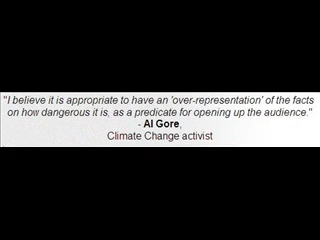 "I believe it is appropriate to have an 'over-representation' of the facts
on how dangerous it is, as a predicate for opening up the audience."
- Al Gore,
Climate Change activist